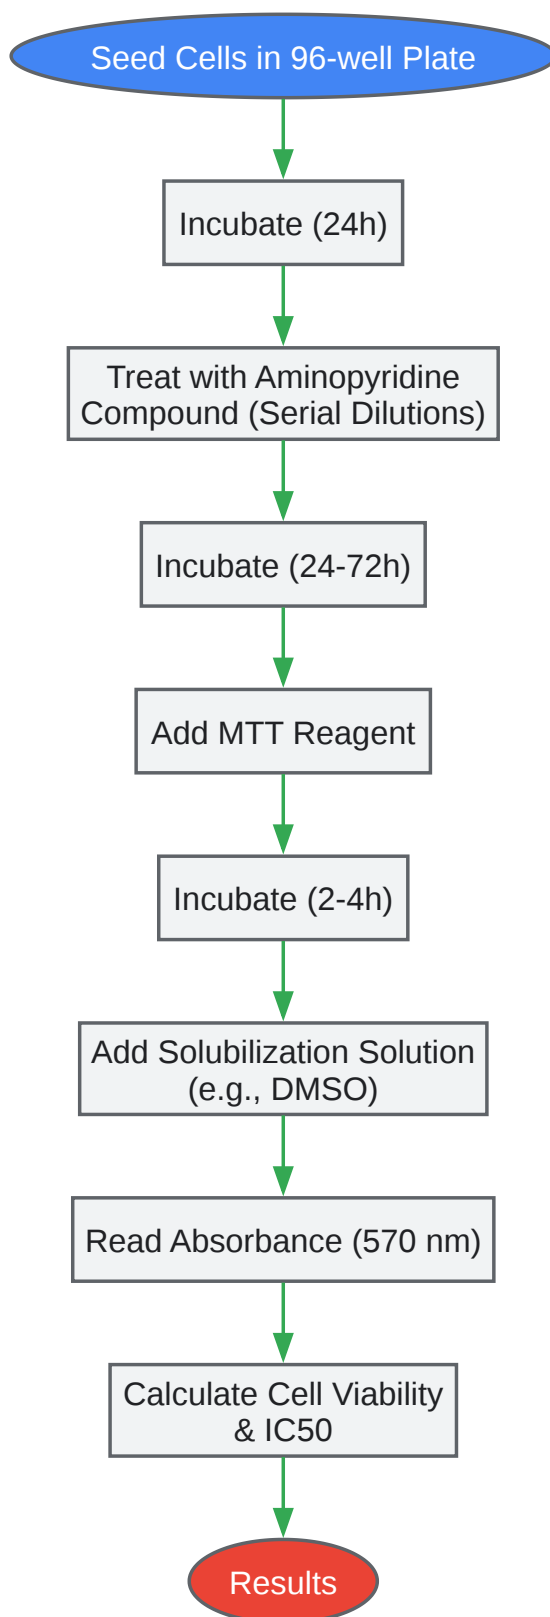 Seed Cells in 96-well Plate
Incubate (24h)
Treat with Aminopyridine
Compound (Serial Dilutions)
Incubate (24-72h)
Add MTT Reagent
Incubate (2-4h)
Add Solubilization Solution
(e.g., DMSO)
Read Absorbance (570 nm)
Calculate Cell Viability
& IC50
Results